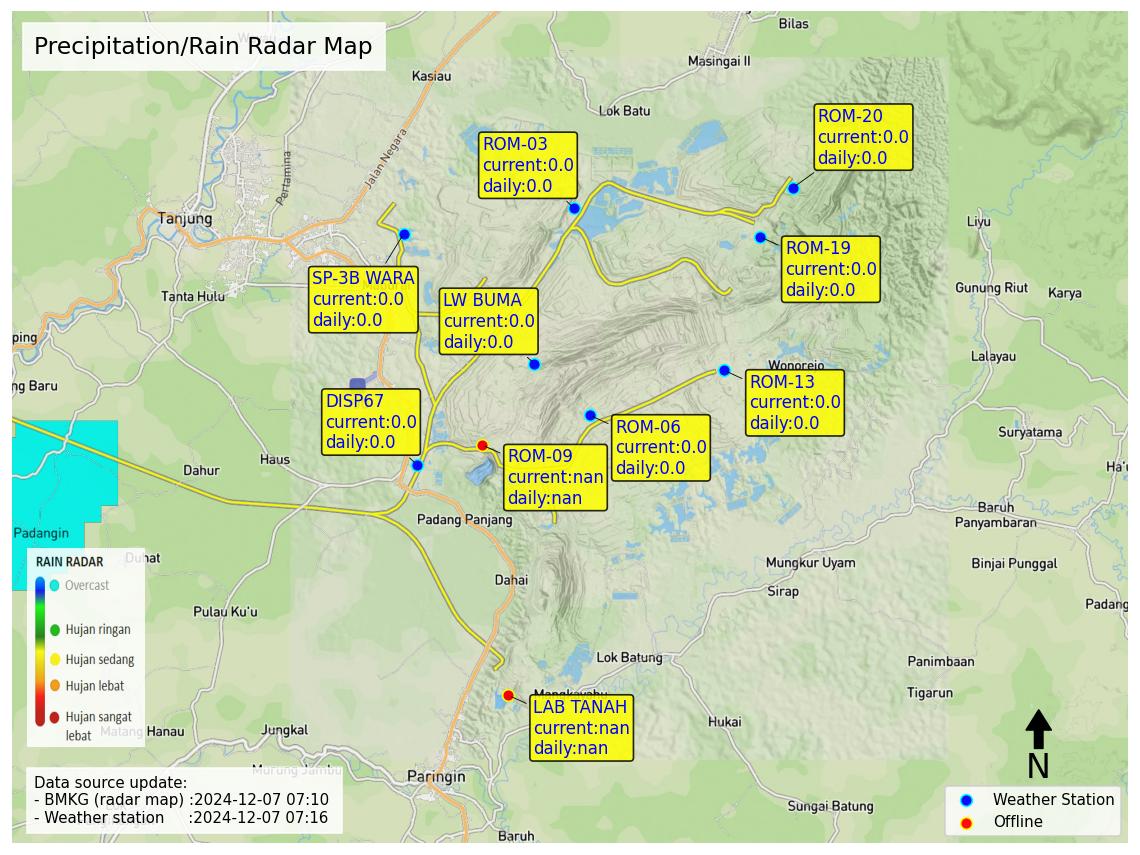 Bilas
Precipitation/Rain Radar Map
Masingai II
Kasiau
Lok Batu
ROM-20
current:0.0
daily:0.0
ROM-03
current:0.0
daily:0.0
Jalan Negara
Pertamina
Tanjung
Liyu
ROM-19
current:0.0
daily:0.0
SP-3B WARA
current:0.0
daily:0.0
Tanta Hulu
LW BUMA
current:0.0
daily:0.0
Gunung Riut
Karya
ping
Lalayau
Wonorejo
ng Baru
ROM-13
current:0.0
daily:0.0
DISP67
current:0.0
daily:0.0
ROM-06
current:0.0
daily:0.0
Suryatama
ROM-09
current:nan
daily:nan
Haus
Dahur
Ha'u
Baruh
Panyambaran
Padang Panjang
Padangin
Duhat
Mungkur Uyam
Binjai Punggal
RAIN RADAR
Overcast
Hujan ringan
Hujan sedang
Hujan lebat
Hujan sangat
lebat
Dahai
Sirap
Padang
Pulau Ku'u
Lok Batung
Panimbaan
Tigarun
LAB TANAH
current:nan
daily:nan
Matang Hanau
Jungkal
Hukai
Murung Jambu
Paringin
N
Data source update:
- BMKG (radar map) :2024-12-07 07:10
- Weather station :2024-12-07 07:16
Sungai Batung
Weather Station
Offline
Baruh